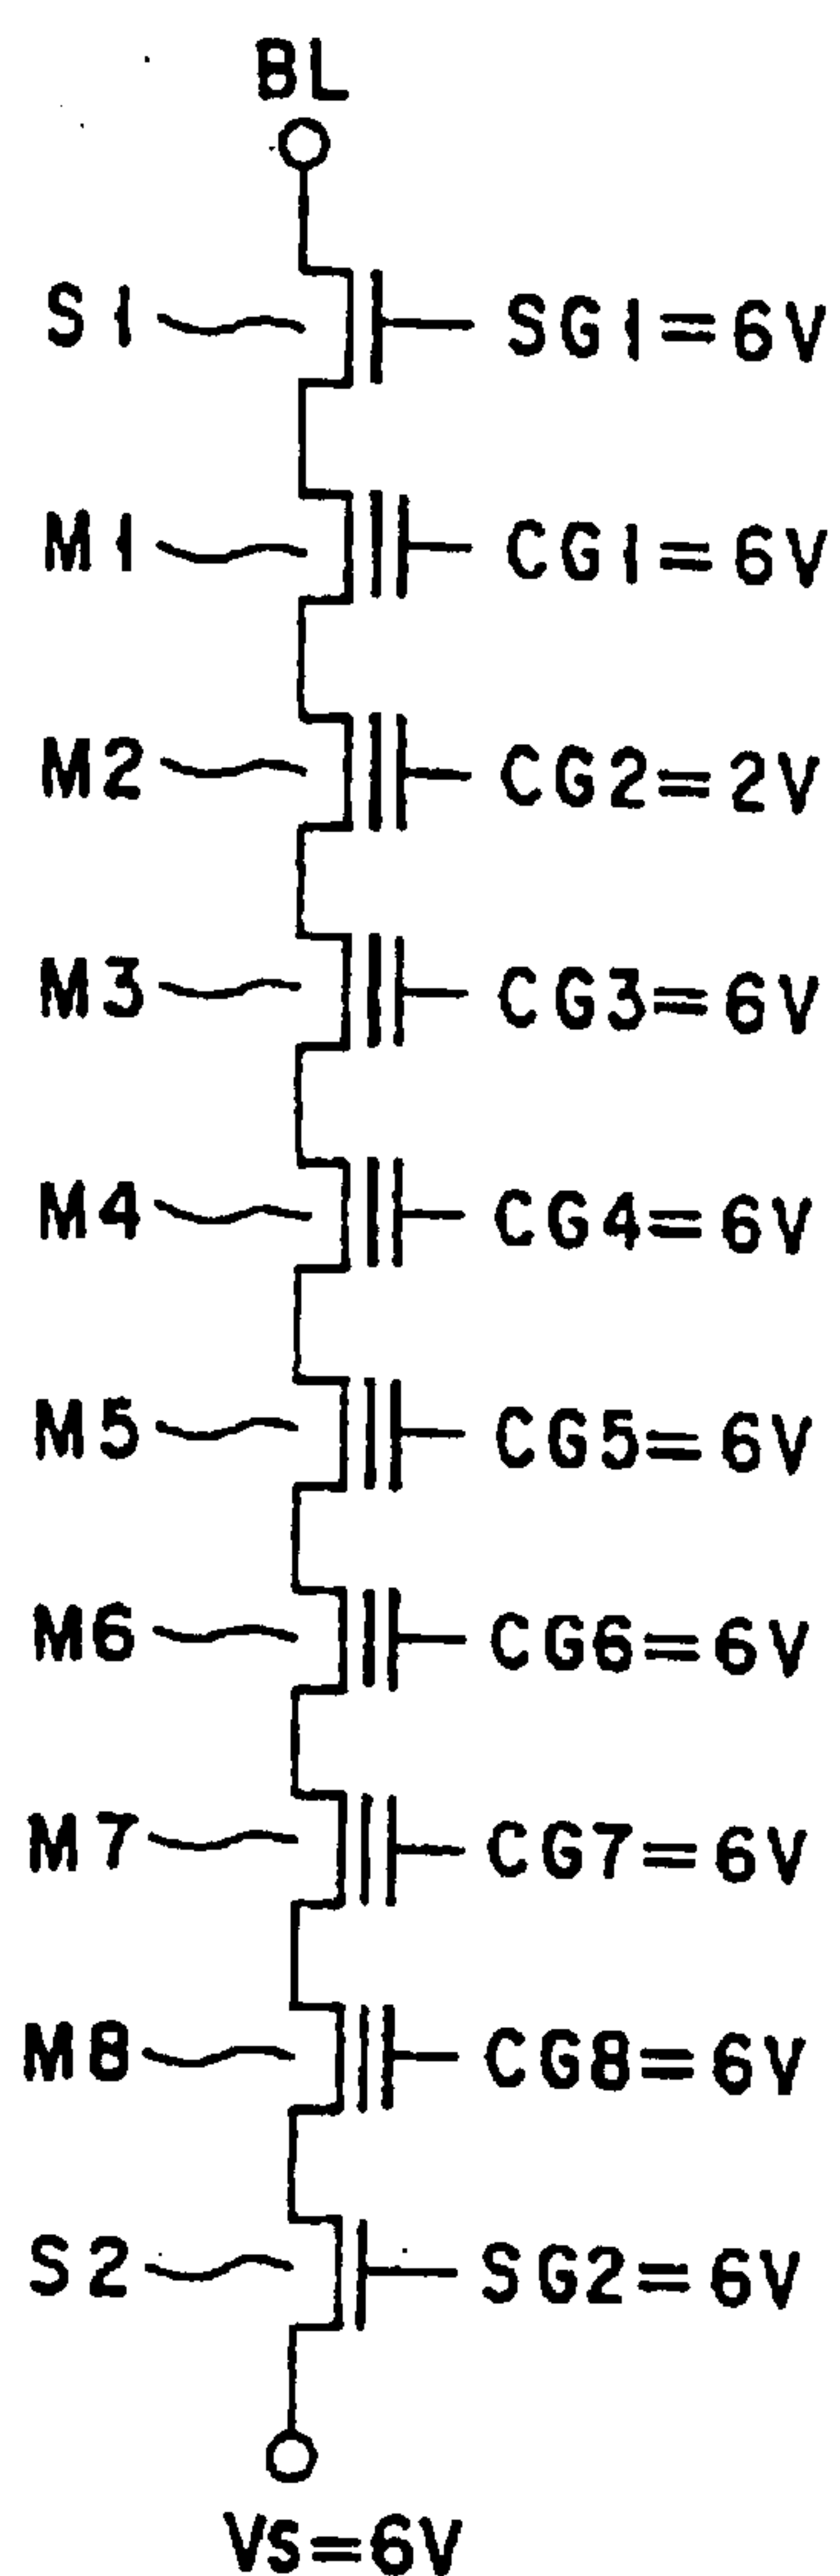 BL
S1 SG1=6V
M1 CG1=6V
M2 CG2=2V
M3 CG3=6V
M4 CG4=6V
M5 CG5=6V
M6 CG6=6V
M7 CG7=6V
M8 CG8=6V
S2 SG2=6V
VS=6V